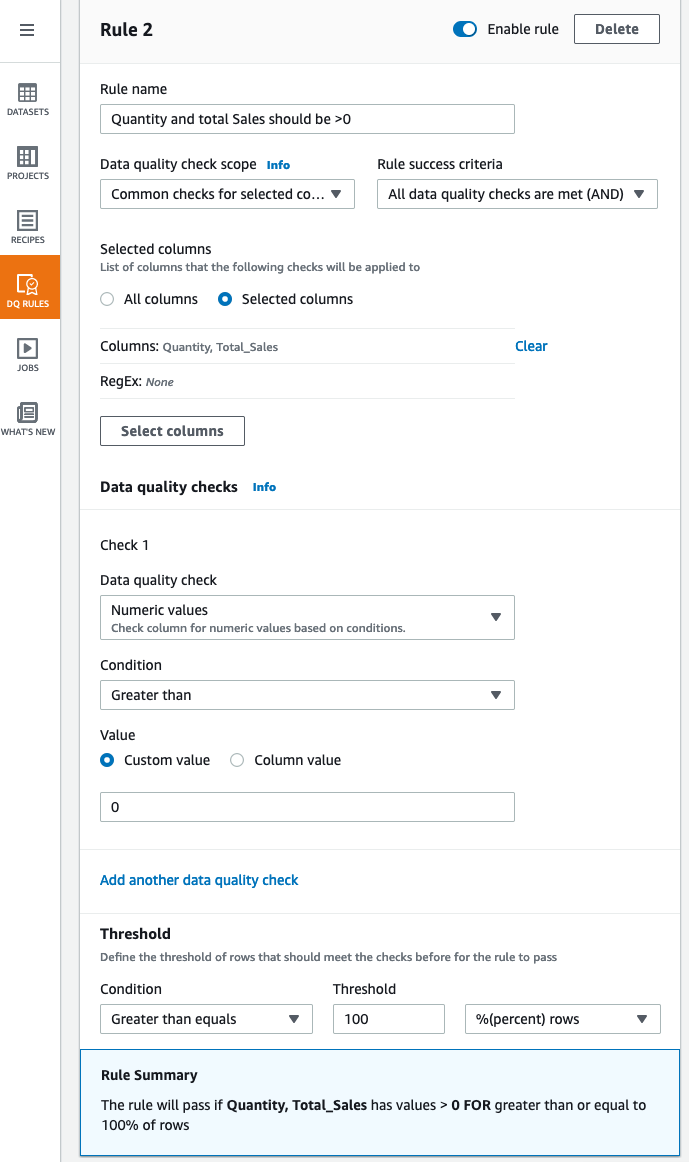 Rule 2
Enable rule
Delete
Rule name
Quantity and total Sales should be >0
Data quality check scope Info
Rule success criteria
Common checks for selected co...
All data quality checks are met (AND)
Selected columns
List of columns that the following checks will be applied to
All columns
Selected columns
Columns: Quantity, Total_Sales
Clear
RegEx: None
Select columns
Data quality checks Info
Check 1
Data quality check
Numeric values
Check column for numeric values based on conditions.
Condition
Greater than
Value
Custom value
Column value
0
Add another data quality check
Threshold
Define the threshold of rows that should meet the checks before for the rule to pass
Condition
Threshold
Greater than equals
100
%(percent) rows
Rule Summary
The rule will pass if Quantity, Total_Sales has values > 0 FOR greater than or equal to
100% of rows
DATASETS
PROJECTS
RECIPES
DQ RULES
JOBS
WHAT'S NEW